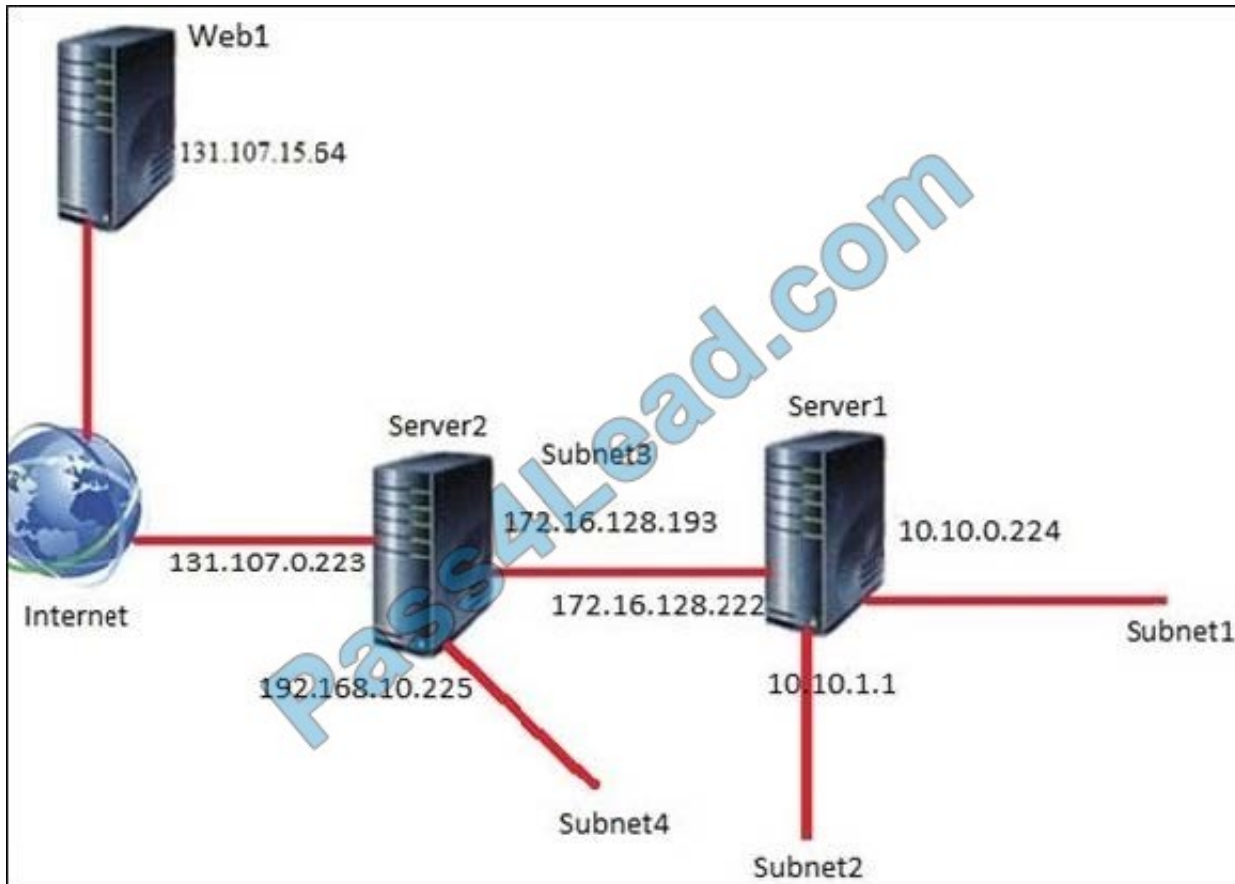 Web1
131.107.15.64
Server1
Server2
Subnet3
172.16.128.193
10.10.0.224
131.107.0.223
172.16.128.222
Internet
Subnet1
192.168.10.225
10.10.1.1
Subnet4
Subnet2
Pass4Lead.com